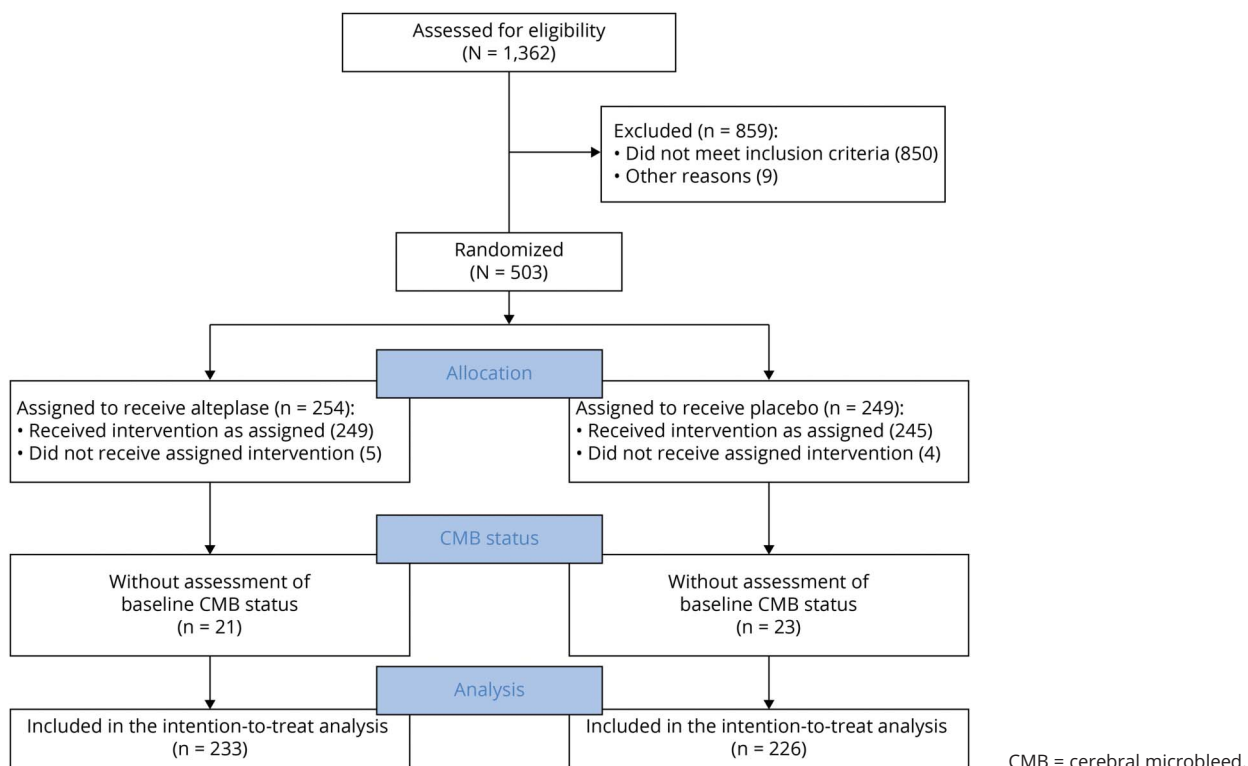 Assessed for eligibility
(N = 1,362)
Excluded (n = 859):
• Did not meet inclusion criteria (850)
• Other reasons (9)
Randomized
(N = 503)
Allocation
Assigned to receive alteplase (n = 254):
• Received intervention as assigned (249)
• Did not receive assigned intervention (5)
Assigned to receive placebo (n = 249):
• Received intervention as assigned (245)
• Did not receive assigned intervention (4)
CMB status
Without assessment of
baseline CMB status
(n = 21)
Without assessment of
baseline CMB status
(n = 23)
Analysis
Included in the intention-to-treat analysis
(n = 233)
Included in the intention-to-treat analysis
(n = 226)
CMB = cerebral microbleed